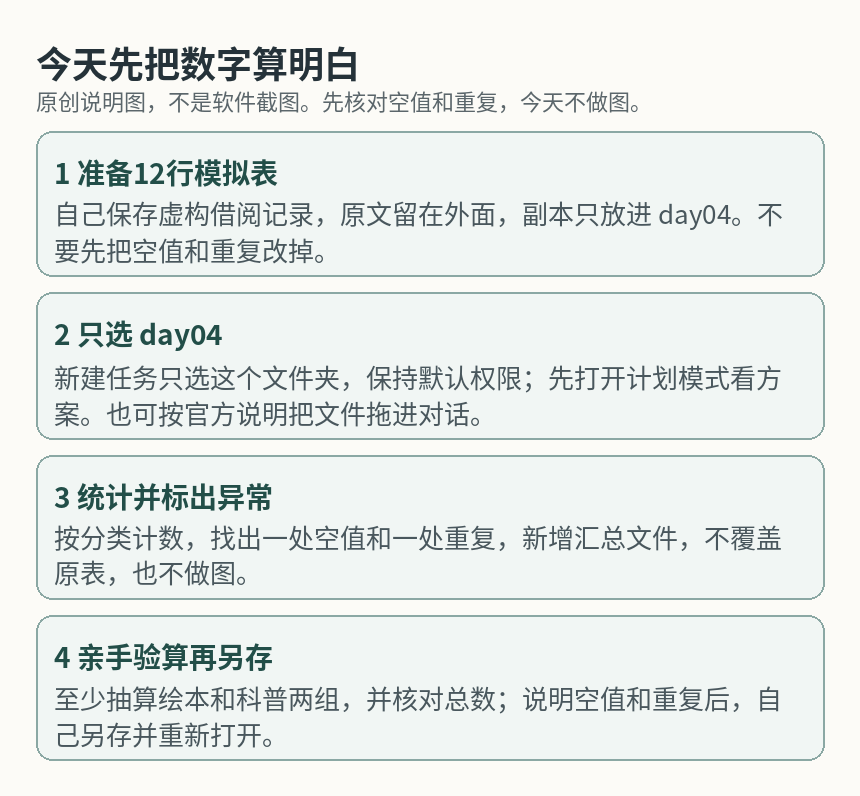 今天先把数字算明白
原创说明图，不是软件截图。先核对空值和重复，今天不做图。
1 准备12行模拟表
自己保存虚构借阅记录，原文留在外面，副本只放进 day04。不
要先把空值和重复改掉。
2 只选 day04
新建任务只选这个文件夹，保持默认权限；先打开计划模式看方
案。也可按官方说明把文件拖进对话。
3 统计并标出异常
按分类计数，找出一处空值和一处重复，新增汇总文件，不覆盖
原表，也不做图。
4 亲手验算再另存
至少抽算绘本和科普两组，并核对总数；说明空值和重复后，自
己另存并重新打开。